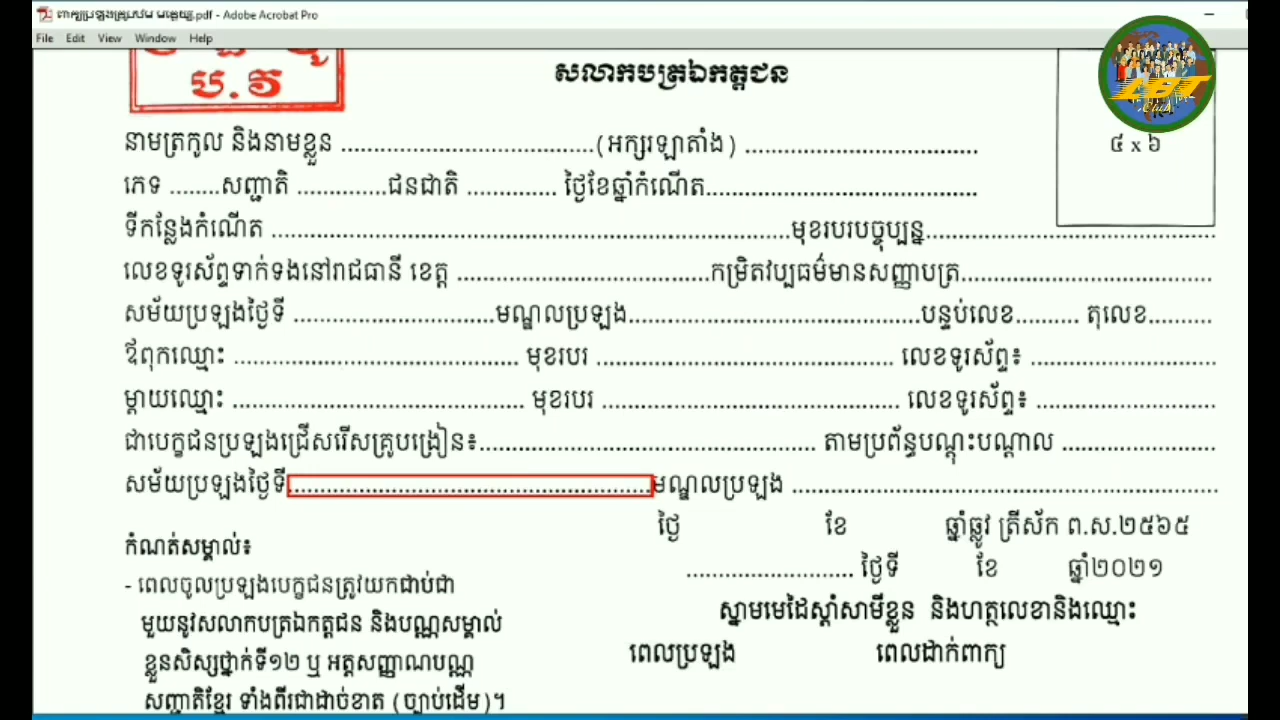 .pdf - Adobe Acrobat Pro
File Edit View Window Help
ប.វ
សលាកបត្រឯកត្តជន
៤ x ៦
នាមត្រកូល និងនាមខ្លួន ......................................(អក្សរឡាតាំង) ...................................
ភេទ ........សញ្ជាតិ ..............ជនជាតិ .............. ថ្ងៃខែឆ្នាំកំណើត.........................................
ទីកន្លែងកំណើត ...............................................................................មុខរបរបច្ចុប្បន្ន............................................
លេខទូរស័ព្ទទាក់ទងនៅរាជធានី ខេត្ត ......................................កម្រិតវប្បធម៌មានសញ្ញាបត្រ......................................
សម័យប្រឡងថ្ងៃទី ..............................មណ្ឌលប្រឡង............................................បន្ទប់លេខ.......... តុលេខ..........
ឪពុកឈ្មោះ ........................................... មុខរបរ ............................................. លេខទូរស័ព្ទ៖ ............................
ម្តាយឈ្មោះ ............................................ មុខរបរ ............................................. លេខទូរស័ព្ទ៖ ...........................
ជាបេក្ខជនប្រឡងជ្រើសរើសគ្រូបង្រៀន៖................................................... តាមប្រព័ន្ធបណ្តុះបណ្តាល .......................
សម័យប្រឡងថ្ងៃទី.......................................................មណ្ឌលប្រឡង .................................................................
ថ្ងៃ ខែ ឆ្នាំឆ្លូវ ត្រីស័ក ព.ស.២៥៦៥
កំណត់សម្គាល់៖
......................... ថ្ងៃទី ខែ ឆ្នាំ២០២១
- ពេលចូលប្រឡងបេក្ខជនត្រូវយកជាប់ជា
មួយនូវសលាកបត្រឯកត្តជន និងបណ្ណសម្គាល់
ខ្លួនសិស្សថ្នាក់ទី១២ ឬ អត្តសញ្ញាណបណ្ណ
សញ្ជាតិខ្មែរ ទាំងពីរជាដាច់ខាត (ច្បាប់ដើម)។
ស្នាមមេដៃស្តាំសាមីខ្លួន និងហត្ថលេខានិងឈ្មោះ
ពេលប្រឡង ពេលដាក់ពាក្យ